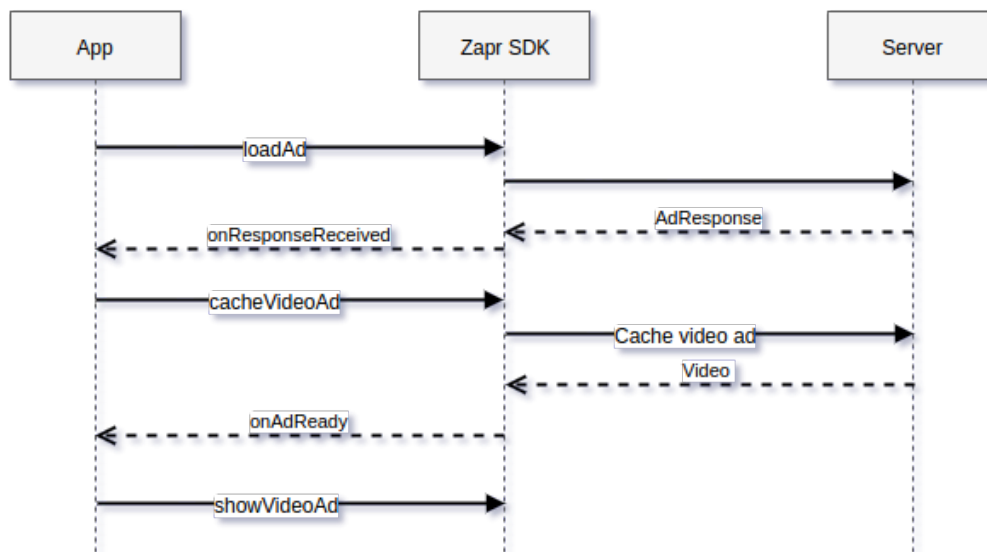 App
Zapr SDK
Server
loadAd
AdResponse
onResponseReceived
cacheVideoAd
Cache video ad
Video
onAdReady
showVideoAd